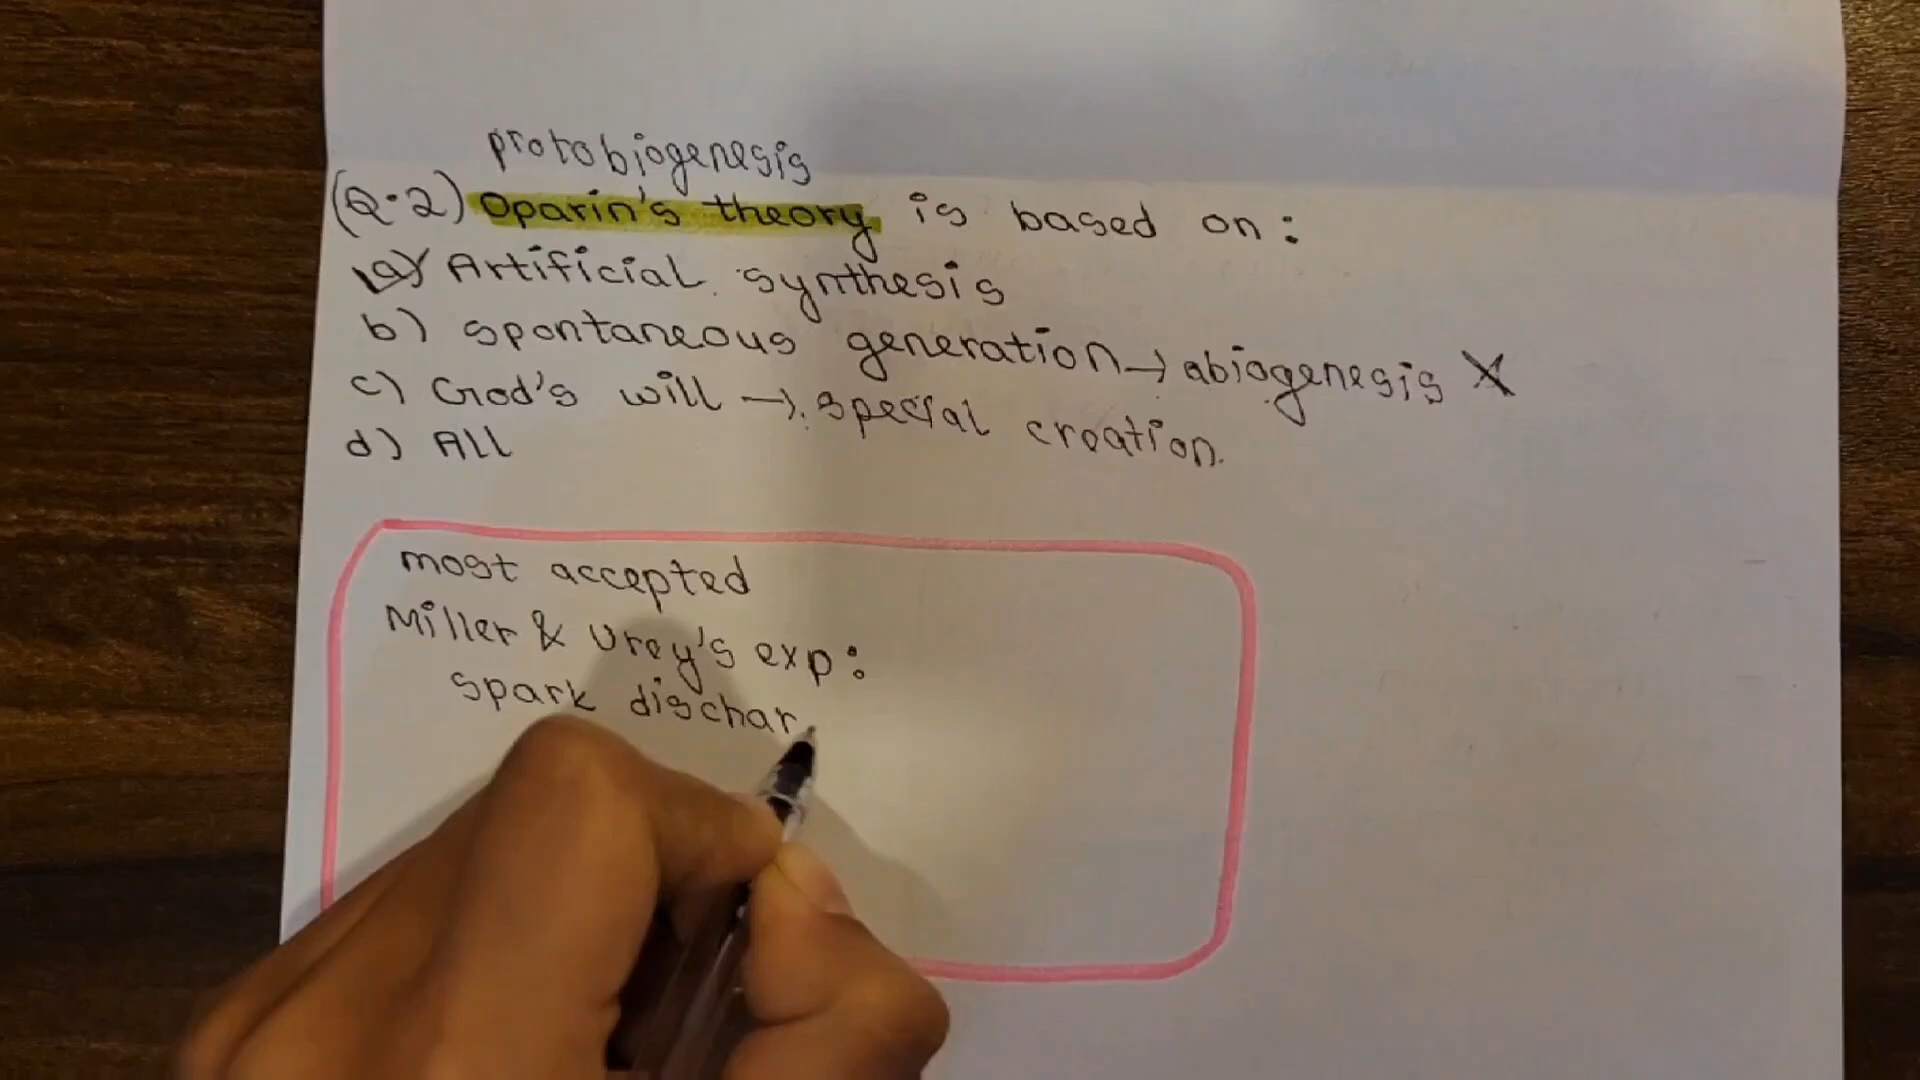 protobiogenesis
(Q.2) Oparin's theory is based on:
a) Artificial synthesis
b) spontaneous generation → abiogenesis X
c) God's will → special creation.
d) All
most accepted
Miller & Urey's exp:
spark dischar